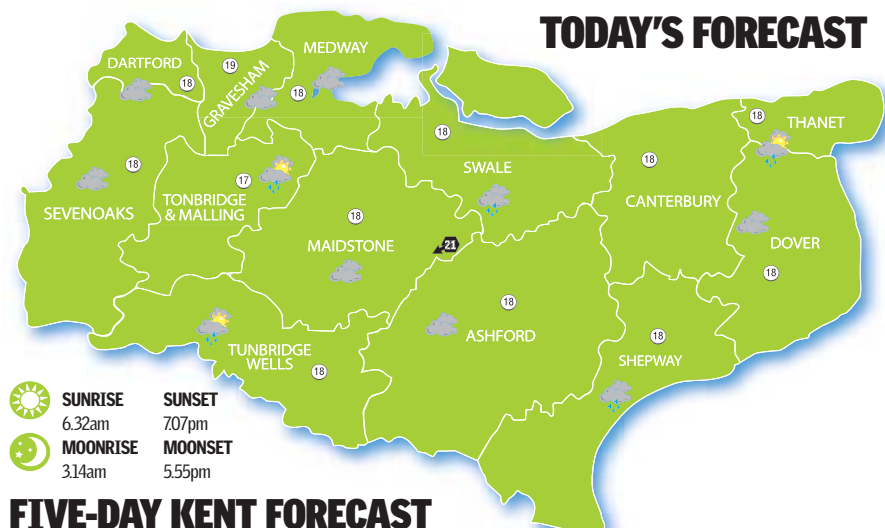 TODAY'S FORECAST
MEDWAY
DARTFORD
19
18
GRAVESHAM
18
18
THANET
18
18
SWALE
18
CANTERBURY
17
TONBRIDGE
& MALLING
SEVENOAKS
18
MAIDSTONE
21
DOVER
18
18
ASHFORD
18
SHEPWAY
TUNBRIDGE
WELLS
18
SUNRISE SUNSET
6.32am 7.07pm
MOONRISE MOONSET
3.14am 5.55pm
FIVE-DAY KENT FORECAST